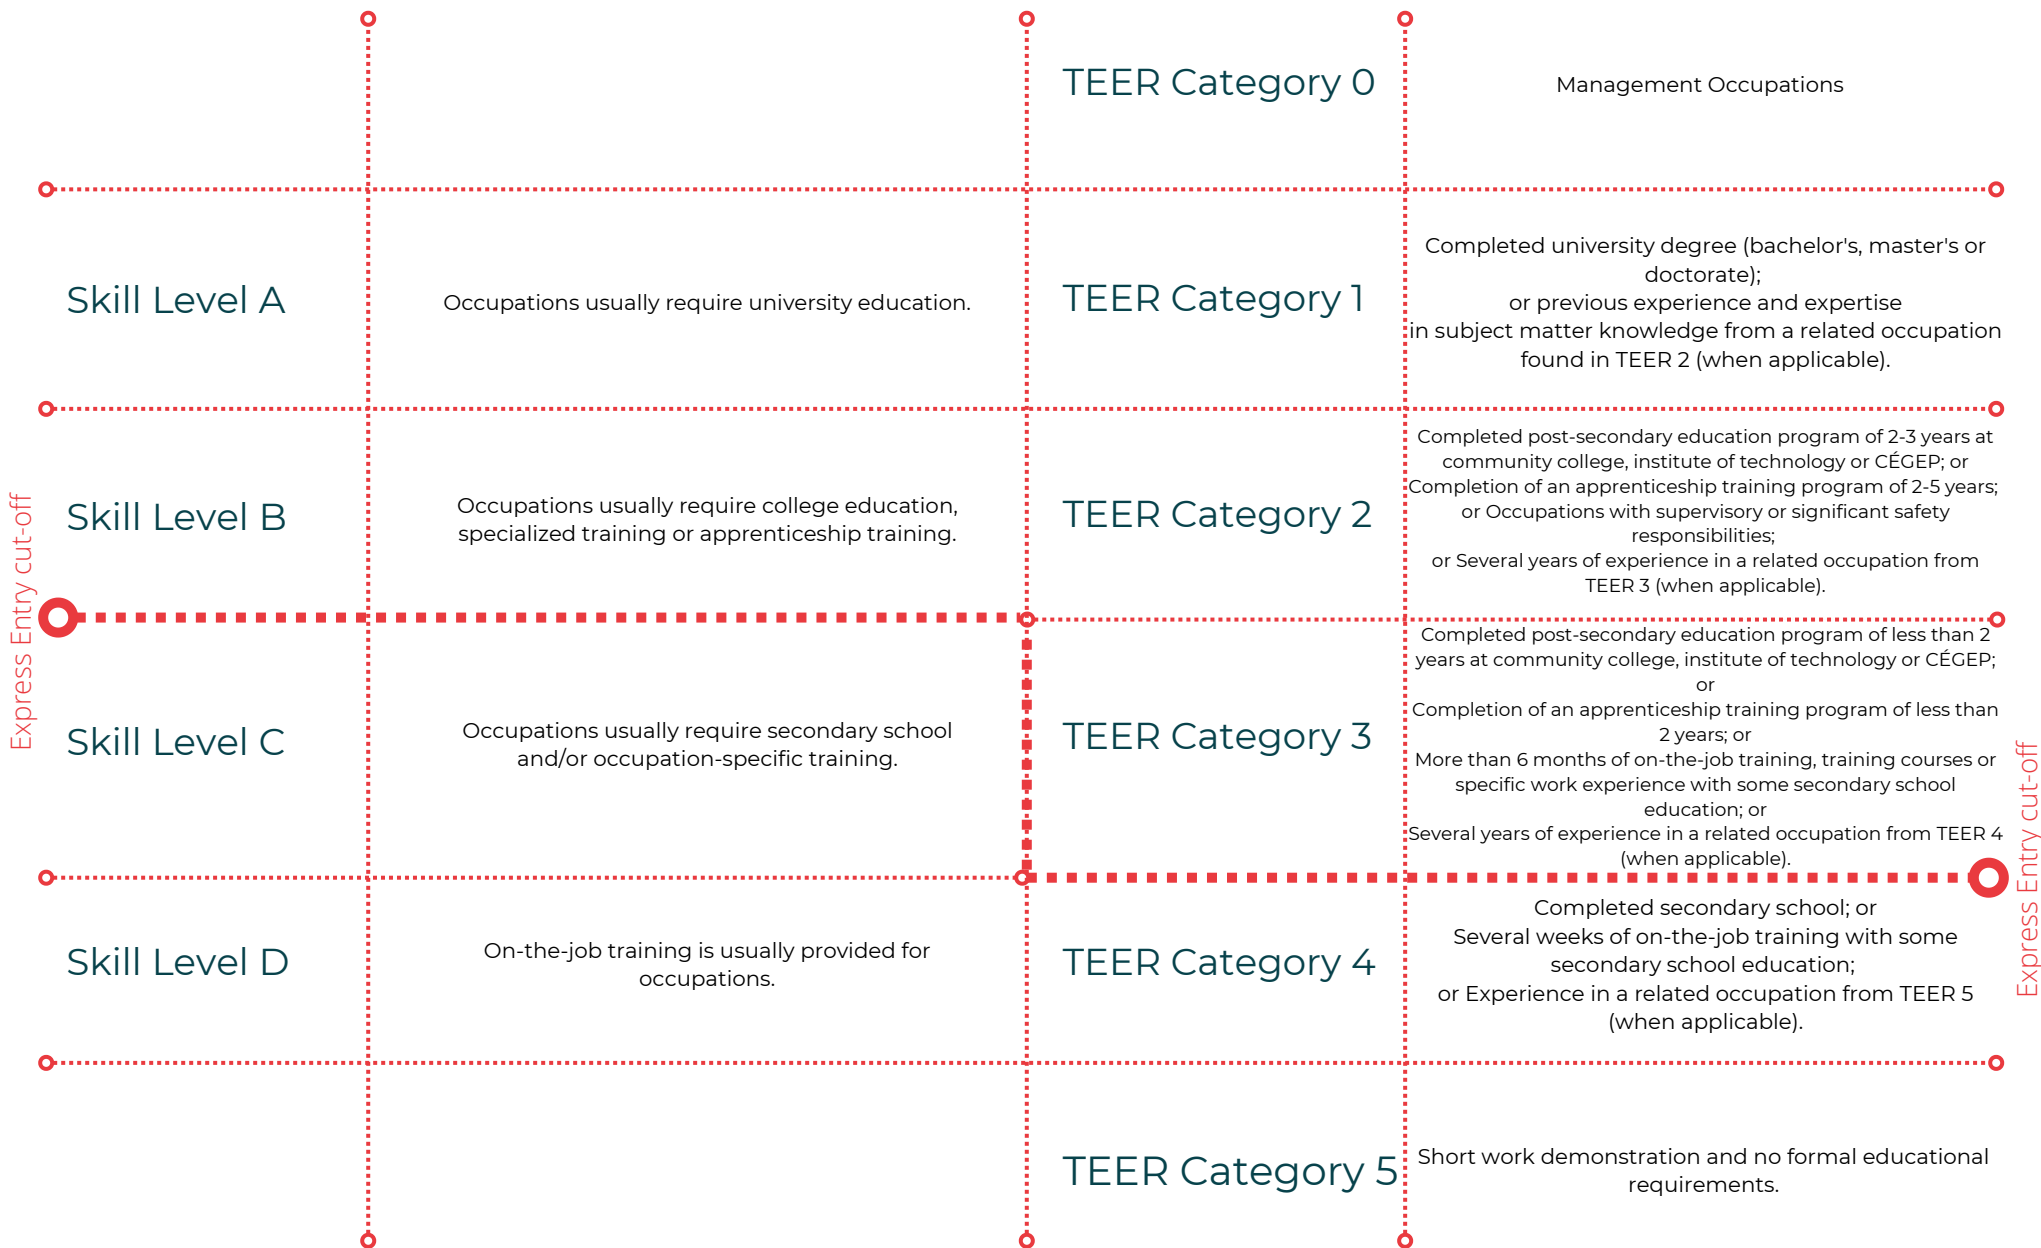 TEER Category 0
Management Occupations
Skill Level A
Occupations usually require university education.
TEER Category 1
Completed university degree (bachelor's, master's or
doctorate);
or previous experience and expertise
in subject matter knowledge from a related occupation
found in TEER 2 (when applicable).
Skill Level B
Occupations usually require college education,
specialized training or apprenticeship training.
TEER Category 2
Completed post-secondary education program of 2-3 years at
community college, institute of technology or CÉGEP; or
Completion of an apprenticeship training program of 2-5 years;
or Occupations with supervisory or significant safety
responsibilities;
or Several years of experience in a related occupation from
TEER 3 (when applicable).
Express Entry cut-off
Skill Level C
Occupations usually require secondary school
and/or occupation-specific training.
TEER Category 3
Completed post-secondary education program of less than 2
years at community college, institute of technology or CÉGEP;
or
Completion of an apprenticeship training program of less than
2 years; or
More than 6 months of on-the-job training, training courses or
specific work experience with some secondary school
education; or
Several years of experience in a related occupation from TEER 4
(when applicable).
Express Entry cut-off
Skill Level D
On-the-job training is usually provided for
occupations.
TEER Category 4
Completed secondary school; or
Several weeks of on-the-job training with some
secondary school education;
or Experience in a related occupation from TEER 5
(when applicable).
TEER Category 5
Short work demonstration and no formal educational
requirements.